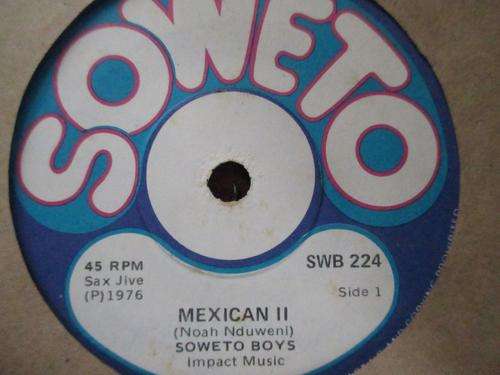 SOWETO
45 RPM
Sax Jive
(P)1976
SWB 224
Side 1
MEXICAN II
(Noah Nduweni)
SOWETO BOYS
Impact Music